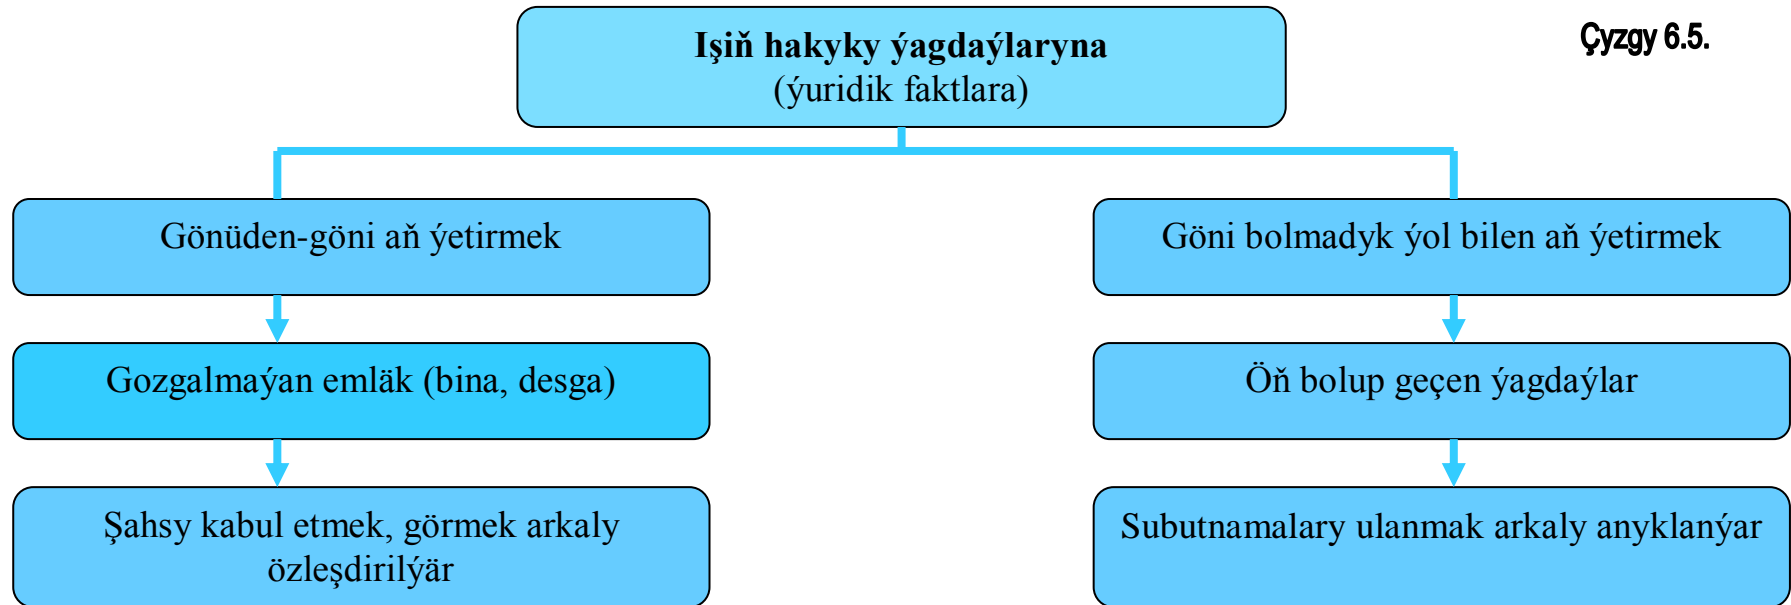 Çyzgy 6.5.
Işiň hakyky ýagdaýlaryna
(ýuridik faktlara)
Gönüden-göni aň ýetirmek
Göni bolmadyk ýol bilen aň ýetirmek
Gozgalmaýan emläk (bina, desga)
Öň bolup geçen ýagdaýlar
Şahsy kabul etmek, görmek arkaly
özleşdirilýär
Subutnamalary ulanmak arkaly anyklanýar